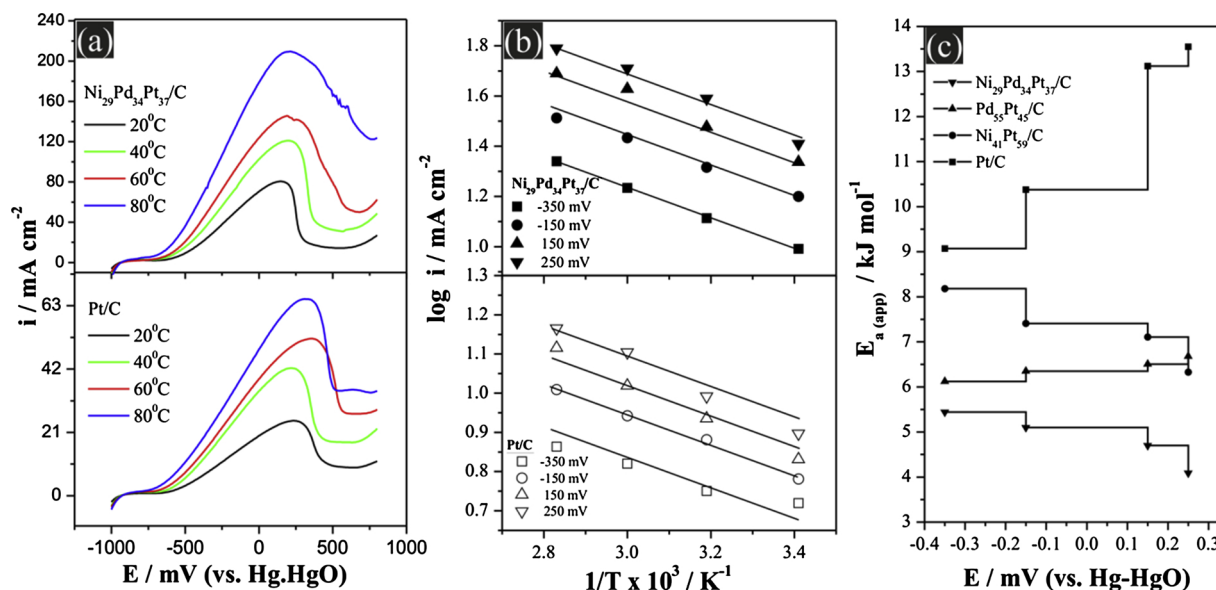 (a)
240
200
160
120
80
40
0
Ni29Pd34Pt37/C
20⁰C
40⁰C
60⁰C
80⁰C
63
42
21
0
Pt/C
20⁰C
40⁰C
60⁰C
80⁰C
i / mA cm⁻²
-1000 -500 0 500 1000
E / mV (vs. Hg.HgO)
(b)
1.8
1.6
1.4
1.2
1.0
Ni29Pd34Pt37/C
-350 mV
-150 mV
150 mV
250 mV
1.3
1.2
1.1
1.0
0.9
0.8
0.7
Pt/C
-350 mV
-150 mV
150 mV
250 mV
log i / mA cm⁻²
2.8 3.0 3.2 3.4
1/T x 10³ / K⁻¹
(c)
14
13
12
11
10
9
8
7
6
5
4
3
Ni29Pd34Pt37/C
Pd55Pt45/C
Ni41Pt59/C
Pt/C
Ea (app) / kJ mol⁻¹
-0.4 -0.3 -0.2 -0.1 0.0 0.1 0.2 0.3
E / mV (vs. Hg-HgO)